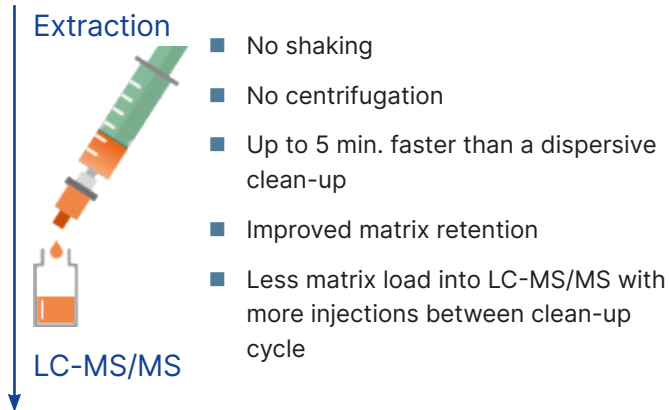 Extraction
No shaking
No centrifugation
Up to 5 min. faster than a dispersive
clean-up
Improved matrix retention
Less matrix load into LC-MS/MS with
more injections between clean-up
cycle
LC-MS/MS